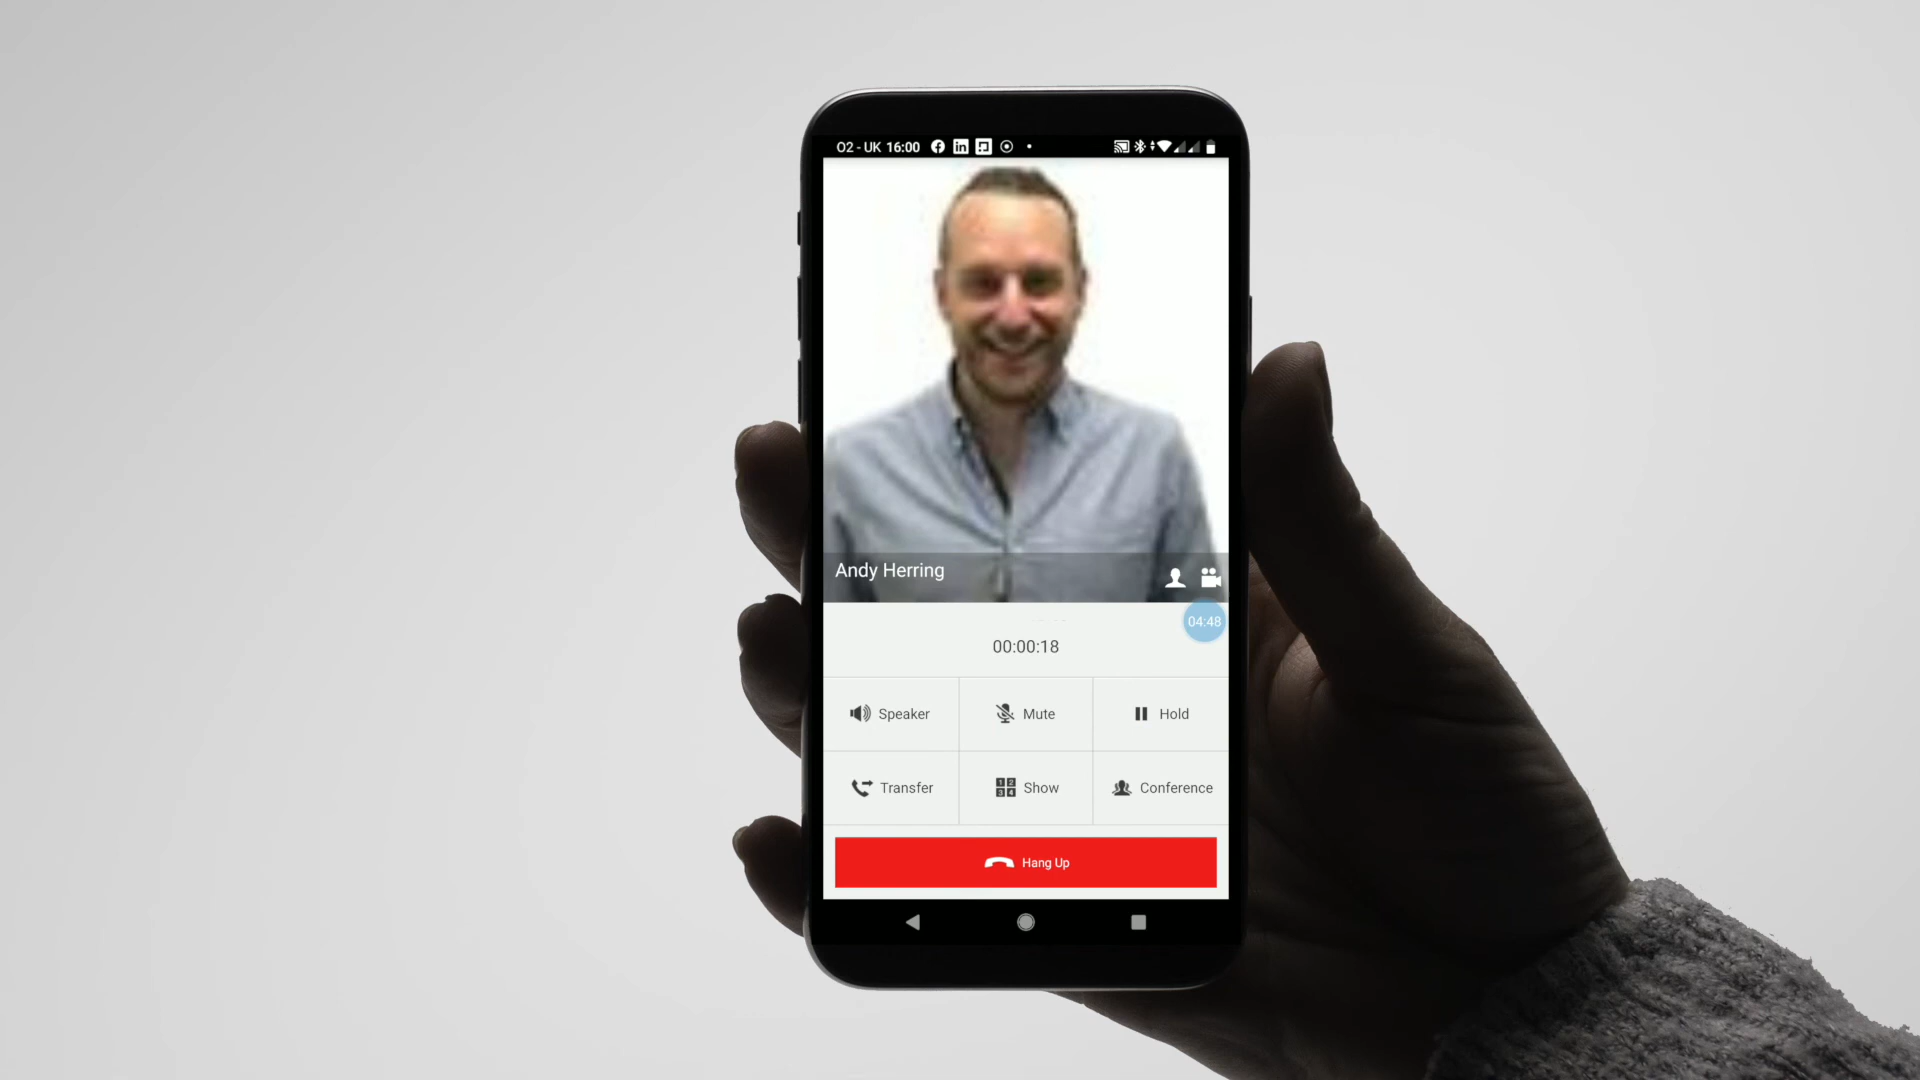 O2 - UK 16:00
Andy Herring
04:48
00:00:18
Speaker Mute Hold
Transfer Show Conference
Hang Up